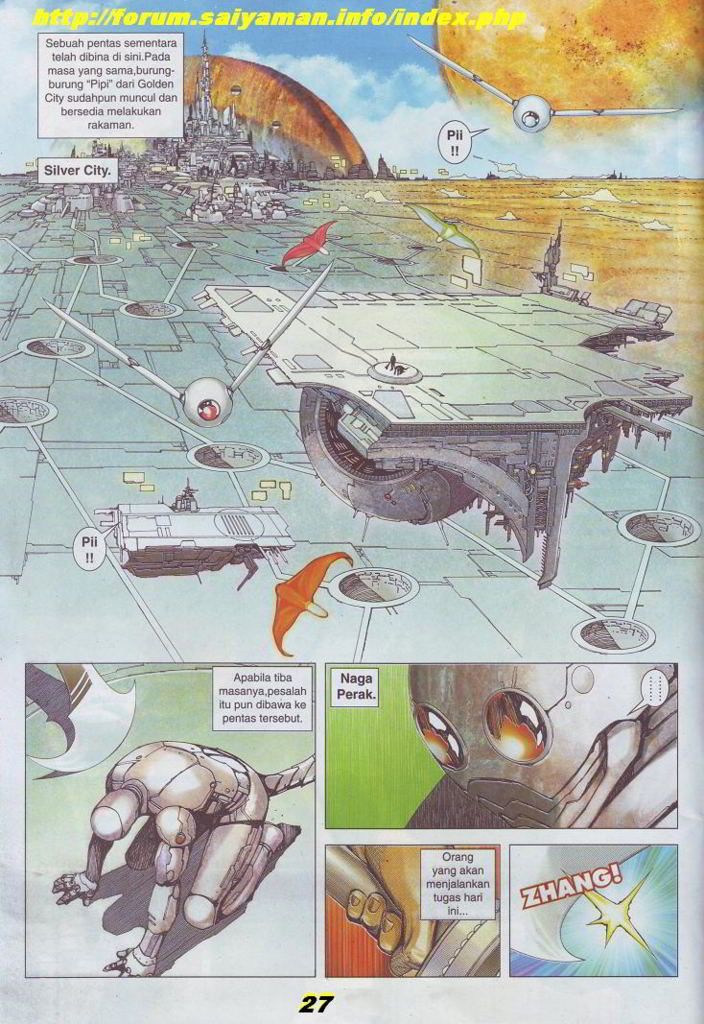 http://forum.saiyaman.info/index.php
Sebuah pentas sementara
telah dibina di sini.Pada
masa yang sama,burung-
burung "Pipi" dari Golden
City sudahpun muncul dan
bersedia melakukan
rakaman.
Pii
!!
Silver City.
Pii
!!
Apabila tiba
masanya,pesalah
itu pun dibawa ke
pentas tersebut.
Naga
Perak.
Orang
yang akan
menjalankan
tugas hari
ini...
ZHANG!
27